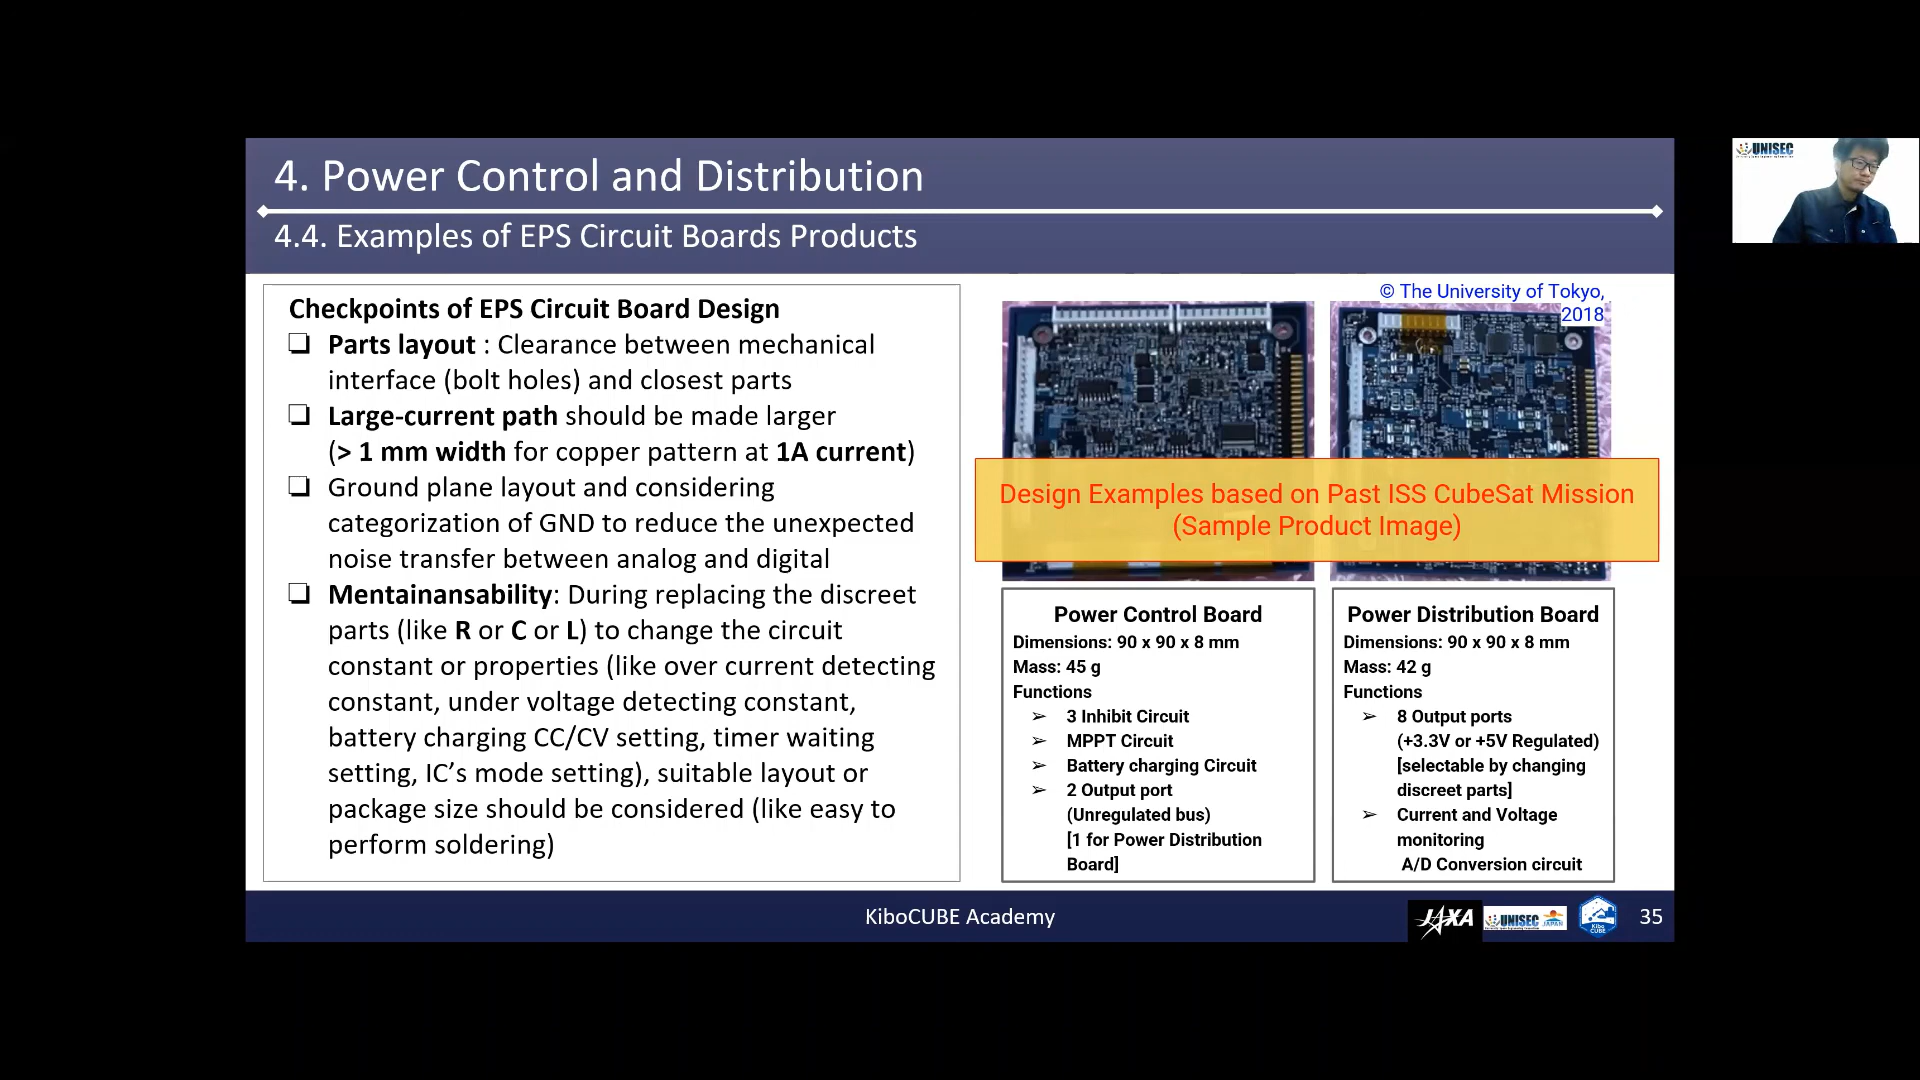 4. Power Control and Distribution
4.4. Examples of EPS Circuit Boards Products
Checkpoints of EPS Circuit Board Design
❏ Parts layout : Clearance between mechanical
interface (bolt holes) and closest parts
❏ Large-current path should be made larger
(> 1 mm width for copper pattern at 1A current)
❏ Ground plane layout and considering
categorization of GND to reduce the unexpected
noise transfer between analog and digital
❏ Mentainansability: During replacing the discreet
parts (like R or C or L) to change the circuit
constant or properties (like over current detecting
constant, under voltage detecting constant,
battery charging CC/CV setting, timer waiting
setting, IC’s mode setting), suitable layout or
package size should be considered (like easy to
perform soldering)
© The University of Tokyo,
2018
Design Examples based on Past ISS CubeSat Mission
(Sample Product Image)
Power Control Board
Dimensions: 90 x 90 x 8 mm
Mass: 45 g
Functions
➢ 3 Inhibit Circuit
➢ MPPT Circuit
➢ Battery charging Circuit
➢ 2 Output port
(Unregulated bus)
[1 for Power Distribution
Board]
Power Distribution Board
Dimensions: 90 x 90 x 8 mm
Mass: 42 g
Functions
➢ 8 Output ports
(+3.3V or +5V Regulated)
[selectable by changing
discreet parts]
➢ Current and Voltage
monitoring
A/D Conversion circuit
KiboCUBE Academy
JAXA
UNISEC
JAPAN
Kibo
CUBE
35
UNISEC